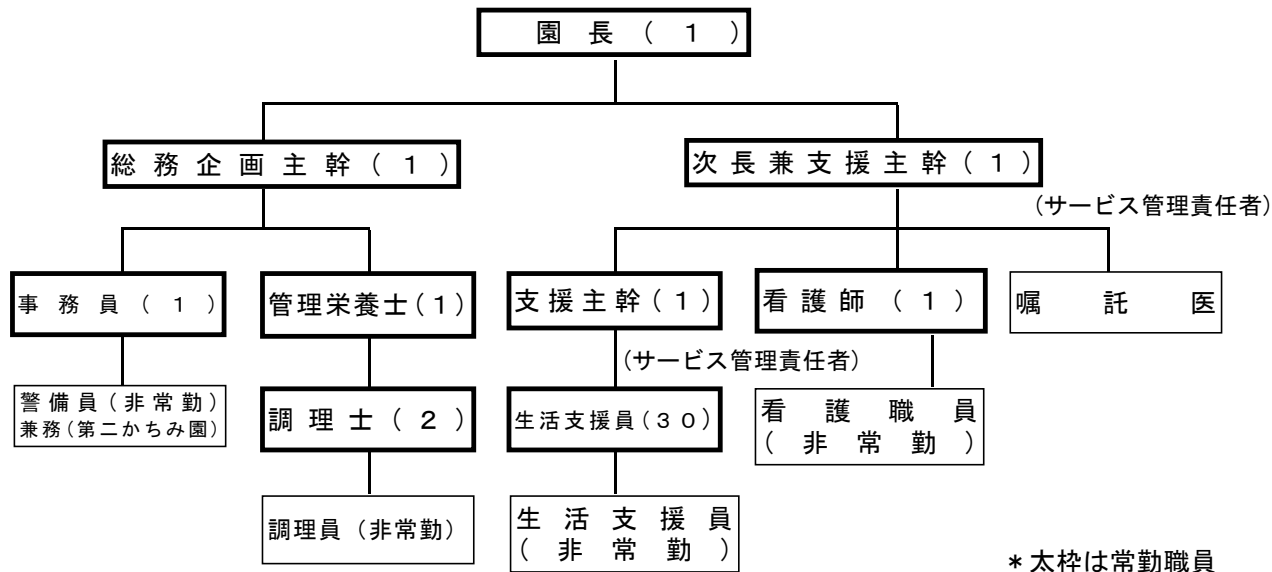 園長(1)
総務企画主幹(1)
次長兼支援主幹(1)
(サービス管理責任者)
事務員(1)
管理栄養士(1)
支援主幹(1)
看護師(1)
嘱託医
(サービス管理責任者)
警備員(非常勤)
兼務(第二かちみ園)
調理士(2)
生活支援員(30)
看護職員
(非常勤)
調理員(非常勤)
生活支援員
(非常勤)
*太枠は常勤職員